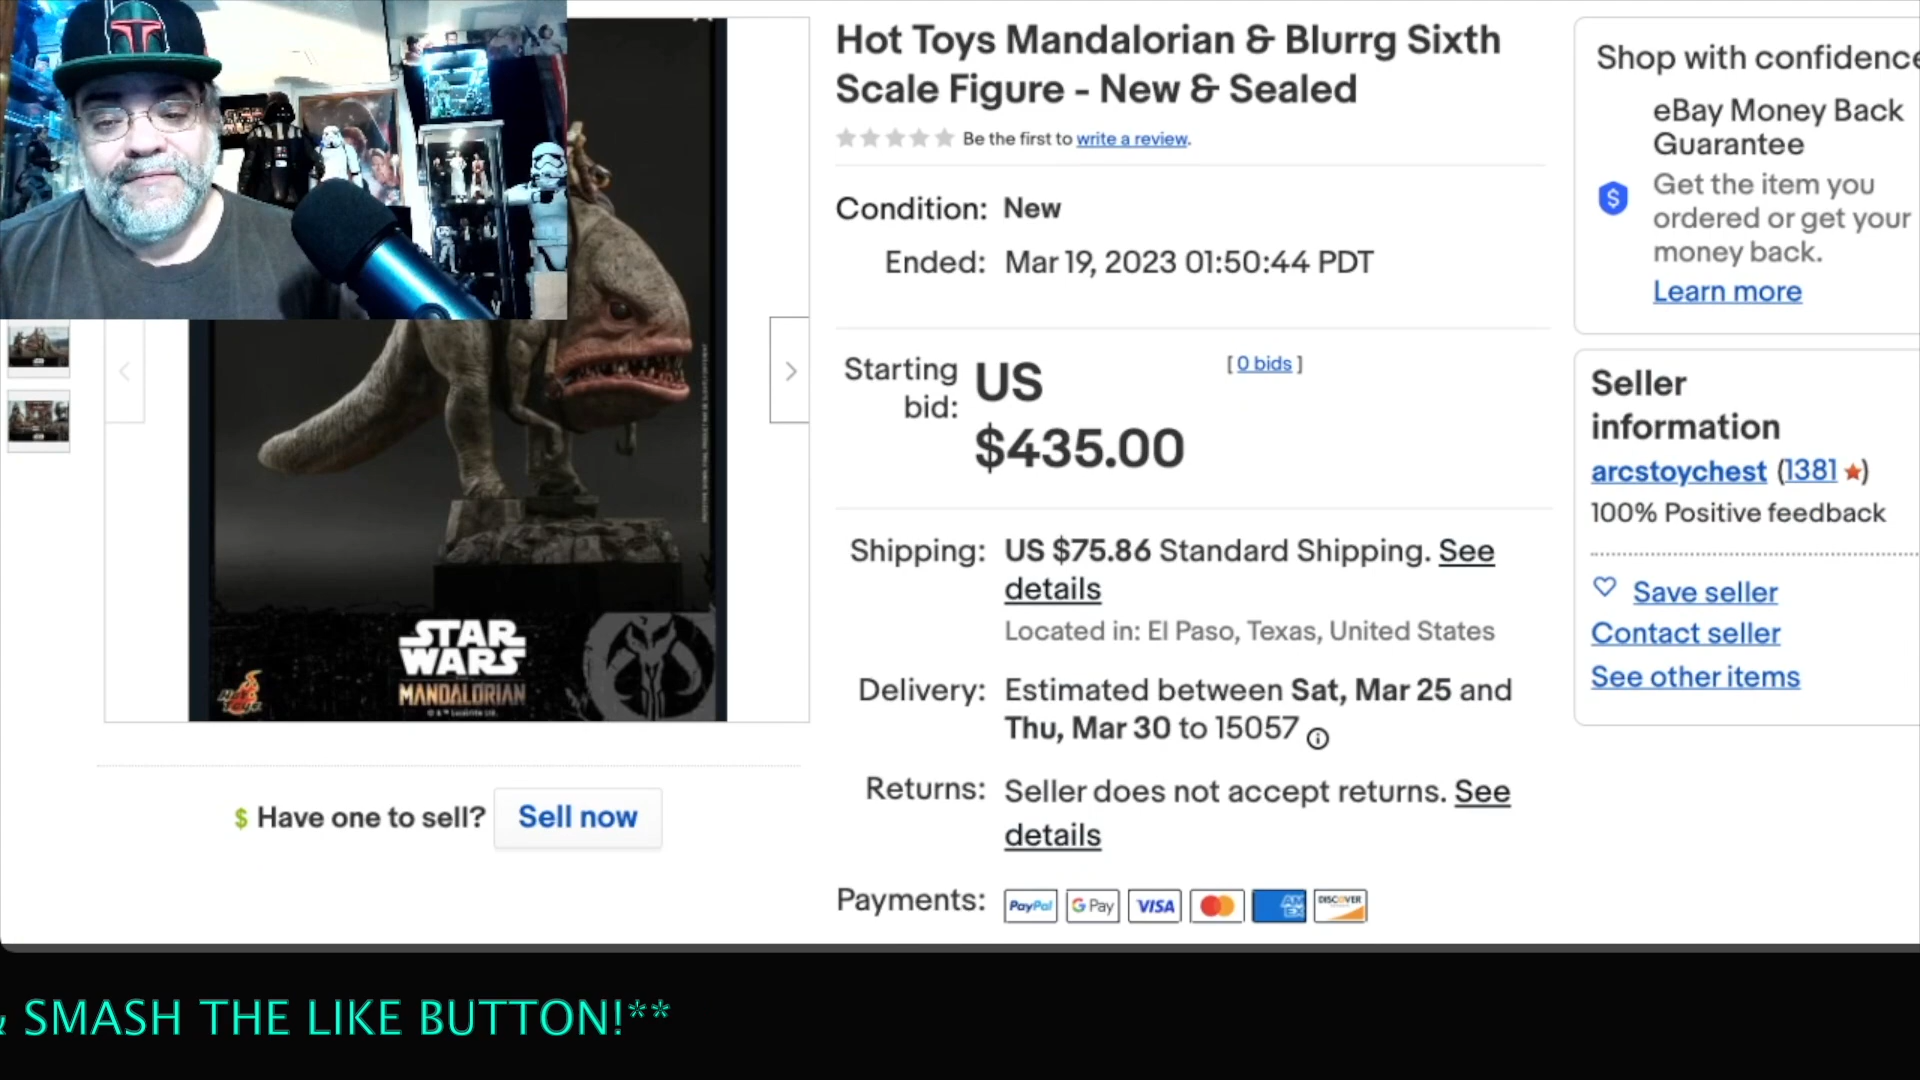 Hot Toys Mandalorian & Blurrg Sixth
Scale Figure - New & Sealed
Be the first to write a review.
Condition: New
Ended: Mar 19, 2023 01:50:44 PDT
Starting bid: US $435.00
[ 0 bids ]
Shipping: US $75.86 Standard Shipping. See
details
Located in: El Paso, Texas, United States
Delivery: Estimated between Sat, Mar 25 and
Thu, Mar 30 to 15057
Returns: Seller does not accept returns. See
details
Payments: PayPal G Pay VISA AMEX DISCOVER
Shop with confidence
eBay Money Back
Guarantee
Get the item you
ordered or get your
money back.
Learn more
Seller
information
arcstoychest (1381)
100% Positive feedback
Save seller
Contact seller
See other items
STAR
WARS
MANDALORIAN
Hot Toys
$ Have one to sell? Sell now
& SMASH THE LIKE BUTTON!**